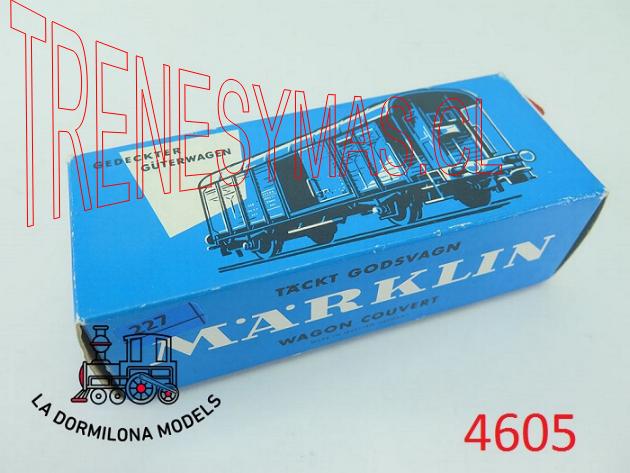 TRENESYMAS.CL
GEDECKTER
GÜTERWAGEN
TÄCKT GODSVAGN
MÄRKLIN
WAGON COUVERT
227
LA DORMILONA MODELS
4605